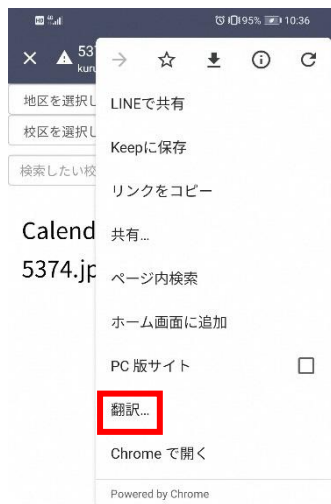 HD 4G 95% 10:36
53
kuru
地区を選択し
校区を選択し
検索したい校
Calend
5374.jp
LINEで共有
Keepに保存
リンクをコピー
共有...
ページ内検索
ホーム画面に追加
PC 版サイト
翻訳...
Chrome で開く
Powered by Chrome